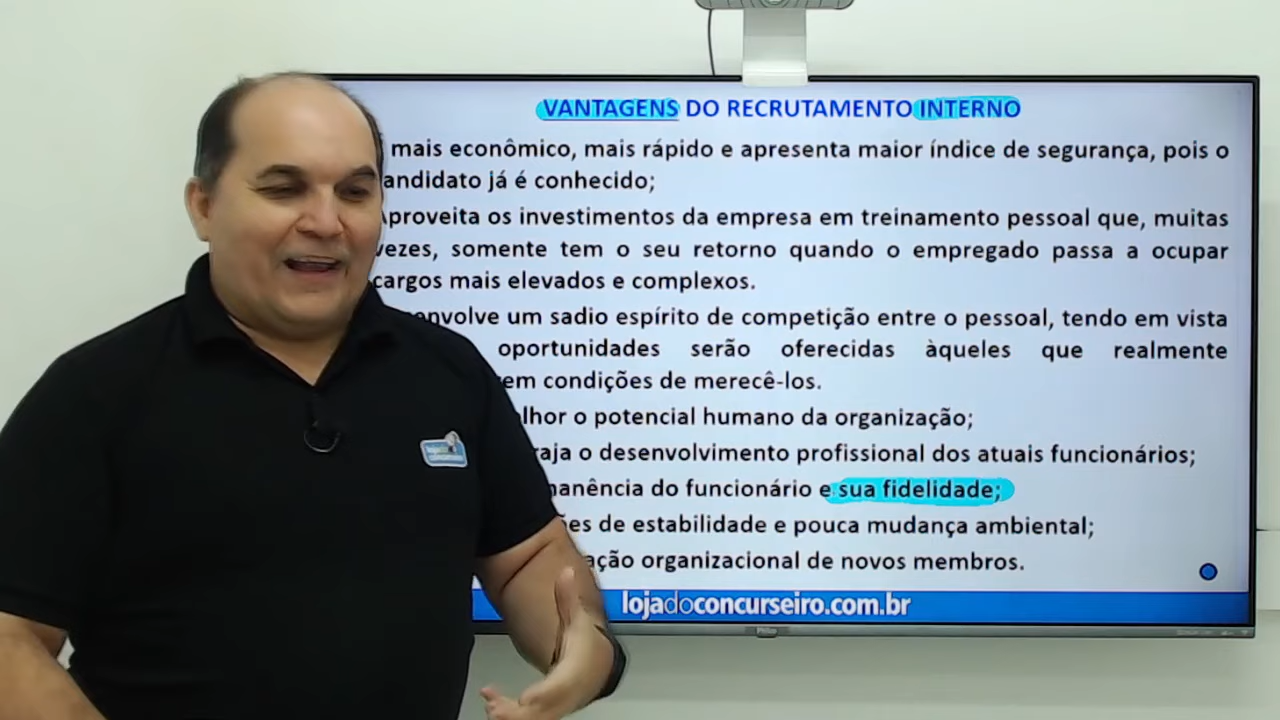 VANTAGENS DO RECRUTAMENTO INTERNO
mais econômico, mais rápido e apresenta maior índice de segurança, pois o
andidato já é conhecido;
Aproveita os investimentos da empresa em treinamento pessoal que, muitas
vezes, somente tem o seu retorno quando o empregado passa a ocupar
cargos mais elevados e complexos.
envolve um sadio espírito de competição entre o pessoal, tendo em vista
oportunidades serão oferecidas àqueles que realmente
em condições de merecê-los.
lhor o potencial humano da organização;
raja o desenvolvimento profissional dos atuais funcionários;
anência do funcionário e sua fidelidade;
ões de estabilidade e pouca mudança ambiental;
ação organizacional de novos membros.
lojadoconcurseiro.com.br
Philco